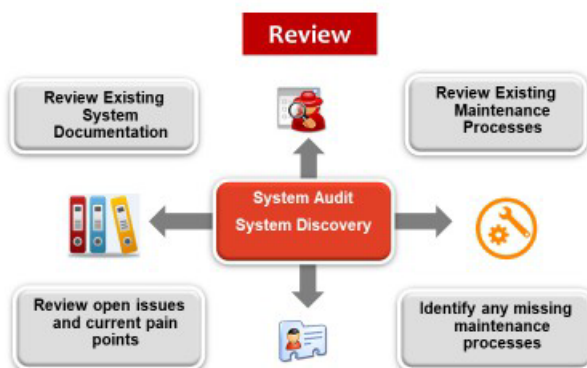 Review
Review Existing
System
Documentation
Review Existing
Maintenance
Processes
System Audit
System Discovery
Review open issues
and current pain
points
Identify any missing
maintenance
processes